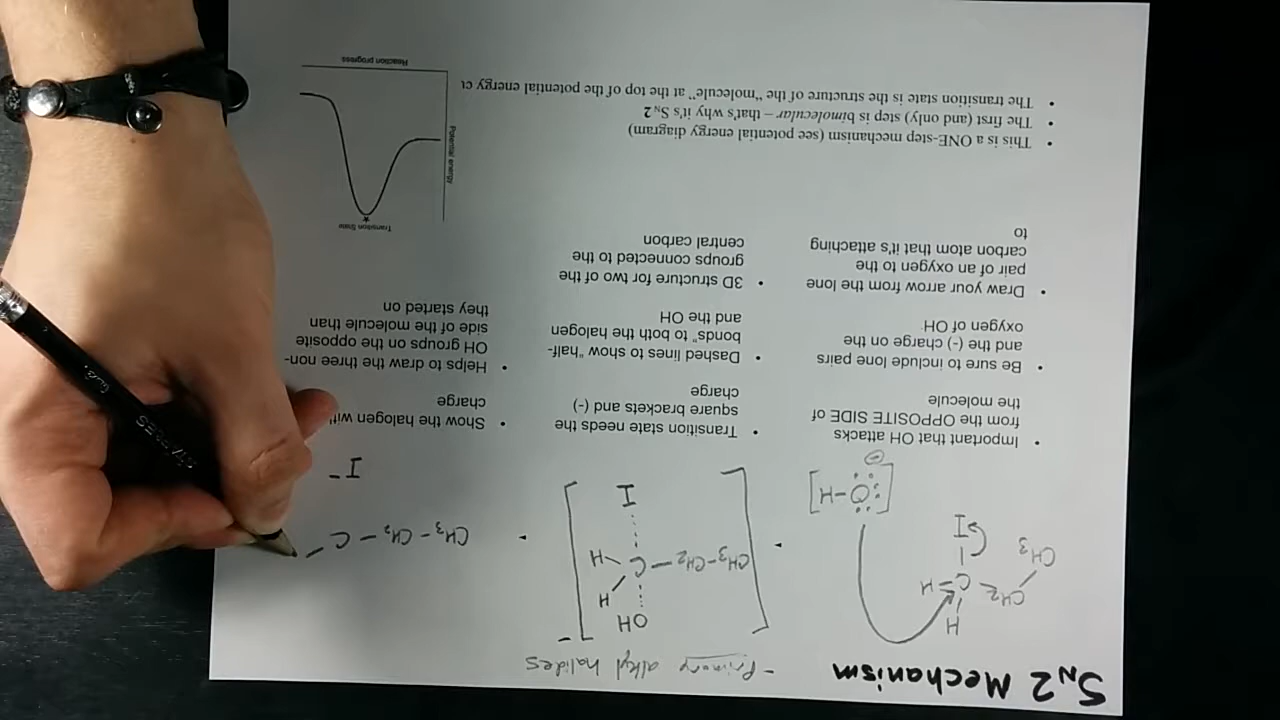 SN2 Mechanism
- Primary alkyl halides
H
CH2 - C - H
CH3
I
[:O-H]
⊖
OH
H
CH3-CH2-C-H
I
-
CH3-CH2-C-
I-
• Important that OH attacks
from the OPPOSITE SIDE of
the molecule
• Be sure to include lone pairs
and the (-) charge on the
oxygen of OH-
• Draw your arrow from the lone
pair of an oxygen to the
carbon atom that it's attaching
to
• Transition state needs the
square brackets and (-)
charge
• Dashed lines to show "half-
bonds" to both the halogen
and the OH
• 3D structure for two of the
groups connected to the
central carbon
• Show the halogen
charge
• Helps to draw the three non-
OH groups on the opposite
side of the molecule than
they started on
• This is a ONE-step mechanism (see potential energy diagram)
• The first (and only) step is bimolecular – that's why it's SN2
• The transition state is the structure of the "molecule" at the top of the potential energy
Transition State
Potential energy
Reaction progress